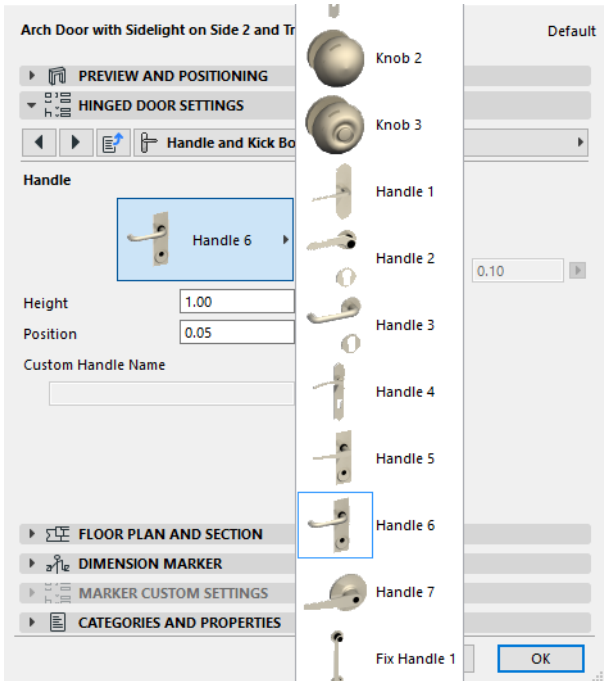 Arch Door with Sidelight on Side 2 and Tr
Default
PREVIEW AND POSITIONING
HINGED DOOR SETTINGS
Handle and Kick Bo
Handle
Handle 6
0.10
Height
1.00
Position
0.05
Custom Handle Name
FLOOR PLAN AND SECTION
DIMENSION MARKER
MARKER CUSTOM SETTINGS
CATEGORIES AND PROPERTIES
Knob 2
Knob 3
Handle 1
Handle 2
Handle 3
Handle 4
Handle 5
Handle 6
Handle 7
Fix Handle 1
OK